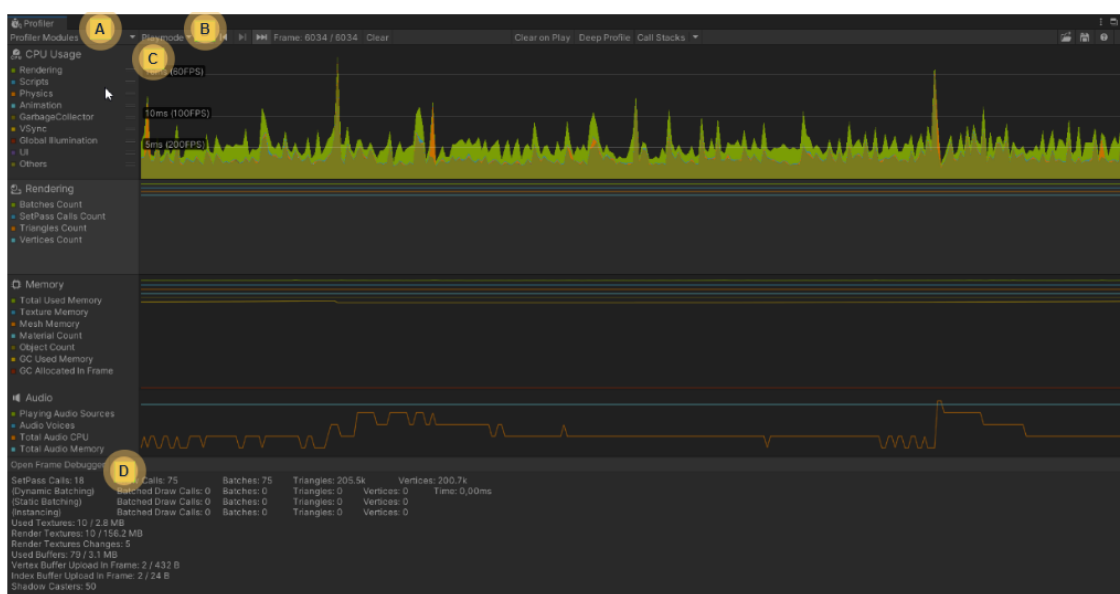 Profiler
A
B
Profiler Modules Playmode Frame: 6034 / 6034 Clear Clear on Play Deep Profile Call Stacks
CPU Usage
C
Rendering
(60FPS)
Scripts
Physics
Animation
10ms (100FPS)
GarbageCollector
VSync
Global Illumination
5ms (200FPS)
UI
Others
Rendering
Batches Count
SetPass Calls Count
Triangles Count
Vertices Count
Memory
Total Used Memory
Texture Memory
Mesh Memory
Material Count
Object Count
GC Used Memory
GC Allocated In Frame
Audio
Playing Audio Sources
Audio Voices
Total Audio CPU
Total Audio Memory
Open Frame Debugger
D
SetPass Calls: 18 Calls: 75 Batches: 75 Triangles: 205.5k Vertices: 200.7k
(Dynamic Batching) Batched Draw Calls: 0 Batches: 0 Triangles: 0 Vertices: 0 Time: 0,00ms
(Static Batching) Batched Draw Calls: 0 Batches: 0 Triangles: 0 Vertices: 0
(Instancing) Batched Draw Calls: 0 Batches: 0 Triangles: 0 Vertices: 0
Used Textures: 10 / 2.8 MB
Render Textures: 10 / 156.2 MB
Render Textures Changes: 5
Used Buffers: 79 / 3.1 MB
Vertex Buffer Upload In Frame: 2 / 432 B
Index Buffer Upload In Frame: 2 / 24 B
Shadow Casters: 50